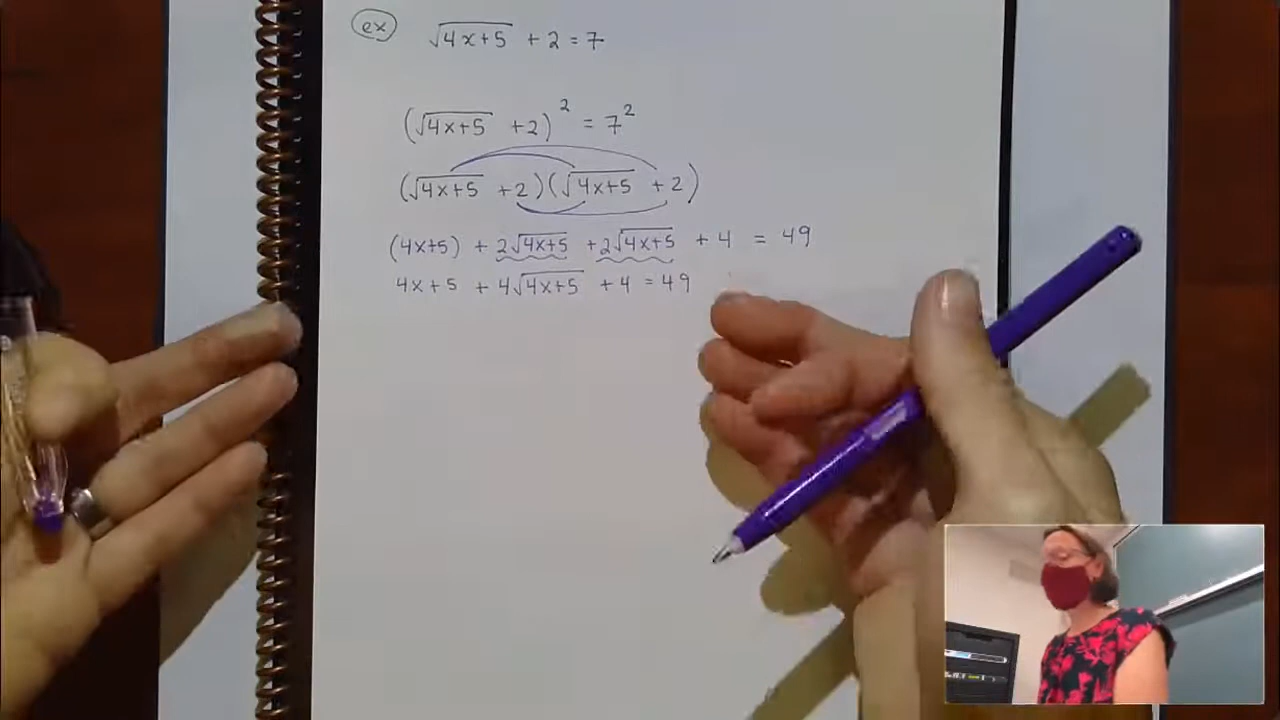 ex √4x+5 + 2 = 7
(√4x+5 + 2)² = 7²
(√4x+5 + 2)(√4x+5 + 2)
(4x+5) + 2√4x+5 + 2√4x+5 + 4 = 49
4x + 5 + 4√4x+5 + 4 = 49